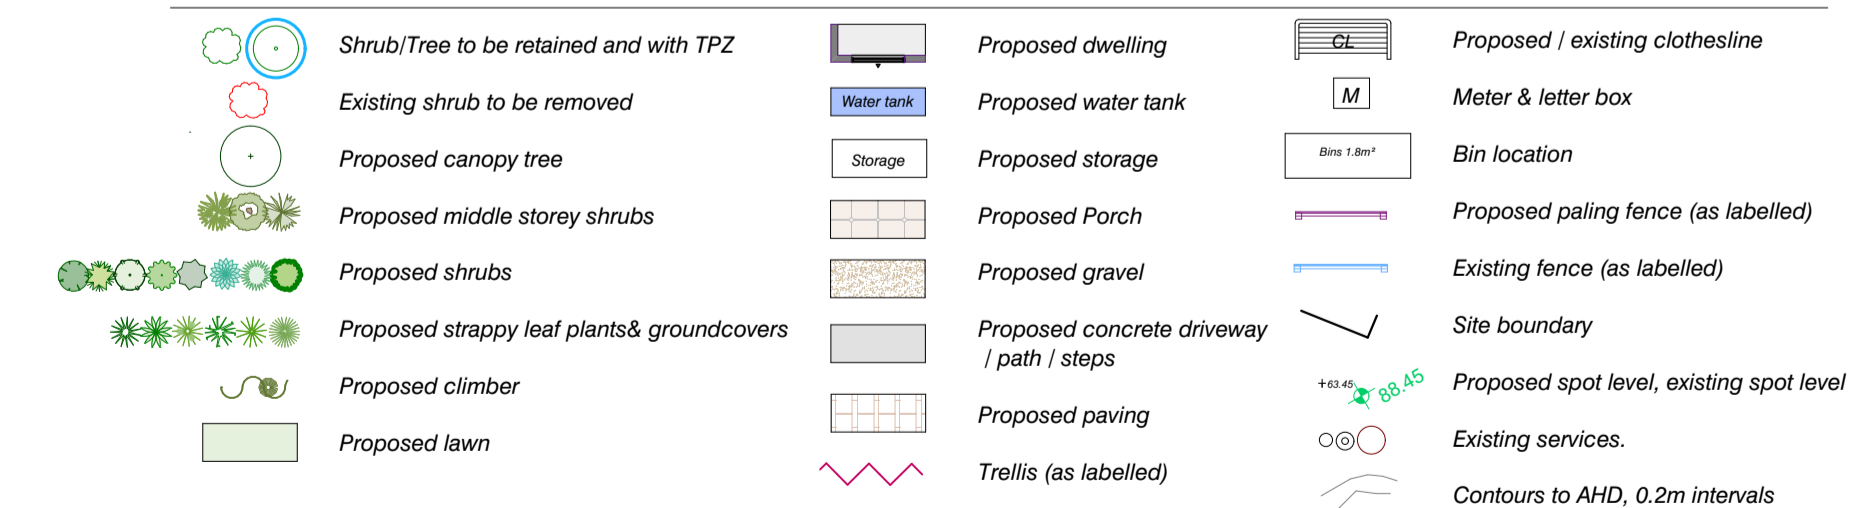 Shrub/Tree to be retained and with TPZ
Existing shrub to be removed
Proposed canopy tree
Proposed middle storey shrubs
Proposed shrubs
Proposed strappy leaf plants& groundcovers
Proposed climber
Proposed lawn
Proposed dwelling
Water tank
Proposed water tank
Storage
Proposed storage
Proposed Porch
Proposed gravel
Proposed concrete driveway
/ path / steps
Proposed paving
Trellis (as labelled)
CL
Proposed / existing clothesline
M
Meter & letter box
Bins 1.8m²
Bin location
Proposed paling fence (as labelled)
Existing fence (as labelled)
Site boundary
+63.45
88.45
Proposed spot level, existing spot level
Existing services.
Contours to AHD, 0.2m intervals